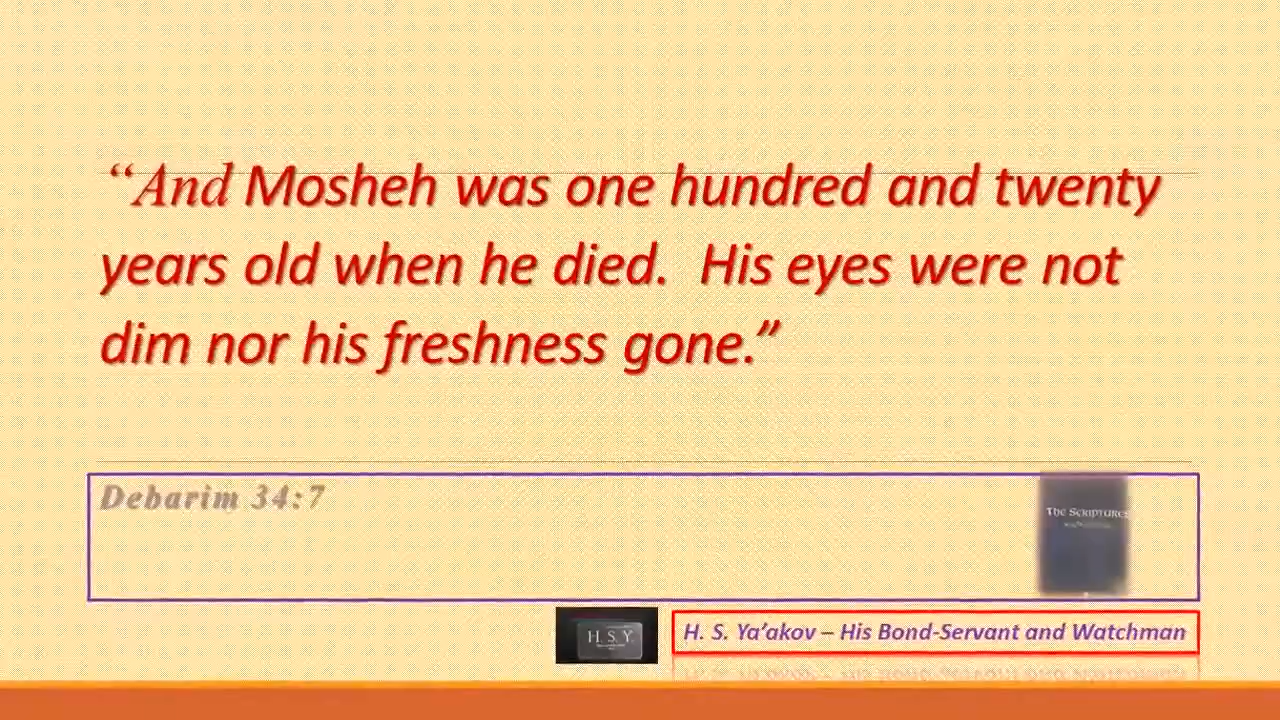 “And Mosheh was one hundred and twenty
years old when he died.  His eyes were not
dim nor his freshness gone.”
Debarim 34:7
The Scriptures
H. S. Y.
H. S. Ya’akov – His Bond-Servant and Watchman